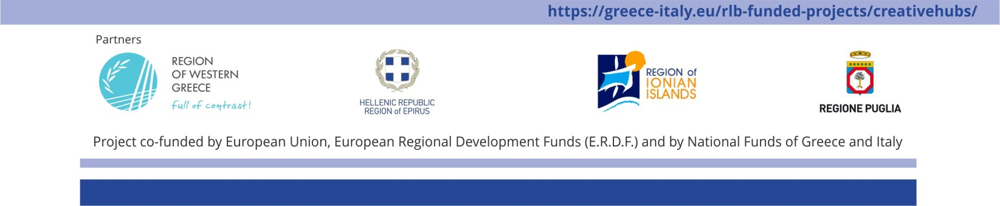 https://greece-italy.eu/rlb-funded-projects/creativehubs/
Partners
REGION
OF WESTERN
GREECE
full of contrast!
HELLENIC REPUBLIC
REGION of EPIRUS
REGION of
IONIAN
ISLANDS
REGIONE PUGLIA
Project co-funded by European Union, European Regional Development Funds (E.R.D.F.) and by National Funds of Greece and Italy